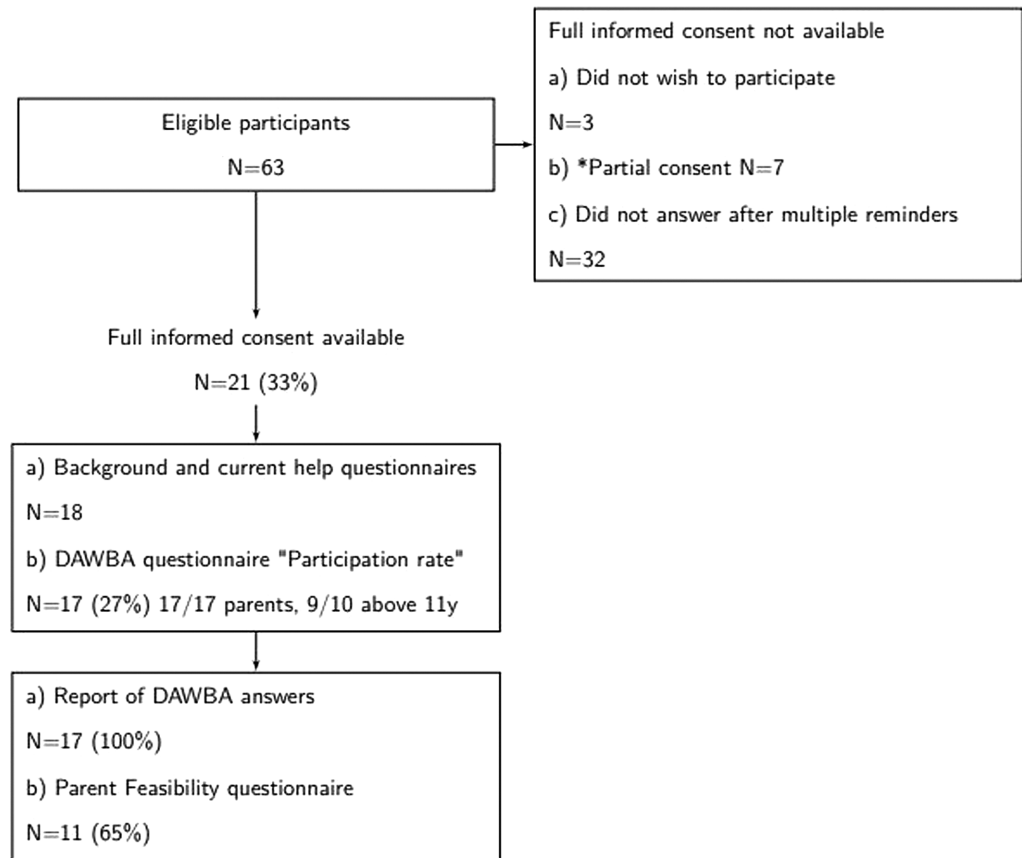 Eligible participants
N=63
Full informed consent not available
a) Did not wish to participate
N=3
b) *Partial consent N=7
c) Did not answer after multiple reminders
N=32
Full informed consent available
N=21 (33%)
a) Background and current help questionnaires
N=18
b) DAWBA questionnaire "Participation rate"
N=17 (27%) 17/17 parents, 9/10 above 11y
a) Report of DAWBA answers
N=17 (100%)
b) Parent Feasibility questionnaire
N=11 (65%)